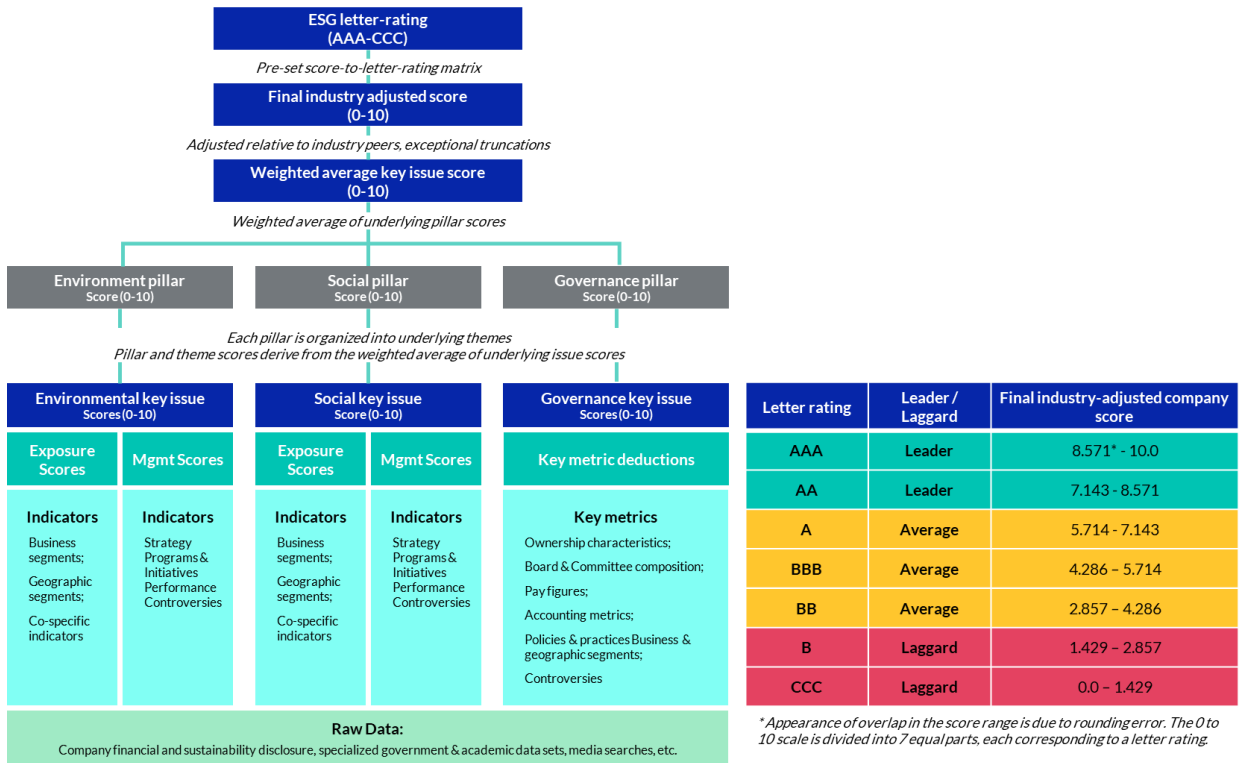 ESG letter-rating
(AAA-CCC)
Pre-set score-to-letter-rating matrix
Final industry adjusted score
(0-10)
Adjusted relative to industry peers, exceptional truncations
Weighted average key issue score
(0-10)
Weighted average of underlying pillar scores
Environment pillar
Score (0-10)
Social pillar
Score (0-10)
Governance pillar
Score (0-10)
Each pillar is organized into underlying themes
Pillar and theme scores derive from the weighted average of underlying issue scores
Environmental key issue
Scores (0-10)
Social key issue
Score (0-10)
Governance key issue
Scores (0-10)
Exposure
Scores
Mgmt Scores
Exposure
Scores
Mgmt Scores
Key metric deductions
Indicators
Business
segments;
Geographic
segments;
Co-specific
indicators
Indicators
Strategy
Programs &
Initiatives
Performance
Controversies
Indicators
Business
segments;
Geographic
segments;
Co-specific
indicators
Indicators
Strategy
Programs &
Initiatives
Performance
Controversies
Key metrics
Ownership characteristics;
Board & Committee composition;
Pay figures;
Accounting metrics;
Policies & practices Business &
geographic segments;
Controversies
Raw Data:
Company financial and sustainability disclosure, specialized government & academic data sets, media searches, etc.
Letter rating
Leader /
Laggard
Final industry-adjusted company
score
AAA Leader 8.571* - 10.0
AA Leader 7.143 - 8.571
A Average 5.714 - 7.143
BBB Average 4.286 – 5.714
BB Average 2.857 – 4.286
B Laggard 1.429 – 2.857
CCC Laggard 0.0 – 1.429
* Appearance of overlap in the score range is due to rounding error. The 0 to
10 scale is divided into 7 equal parts, each corresponding to a letter rating.